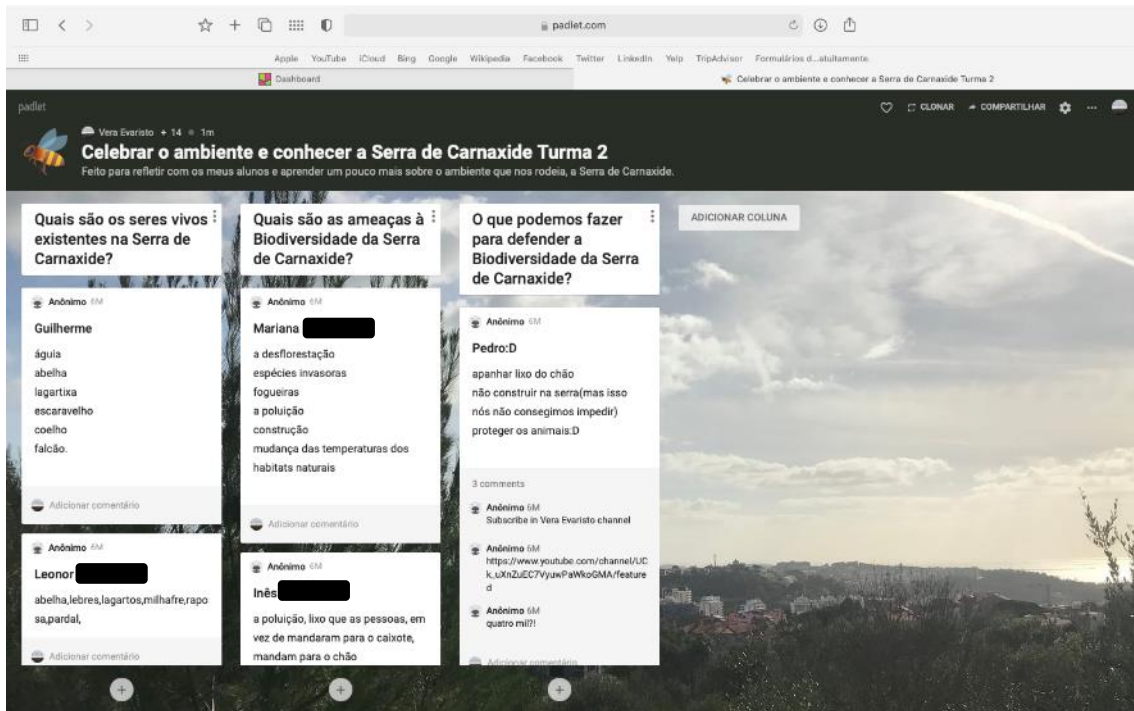 padlet.com
Apple YouTube iCloud Bing Google Wikipedia Facebook Twitter LinkedIn Yelp TripAdvisor Formulários d...atuitamente
Dashboard
Celebrar o ambiente e conhecer a Serra de Carnaxide Turma 2
padlet
CLONAR
COMPARTILHAR
Vera Evaristo + 14 1m
Celebrar o ambiente e conhecer a Serra de Carnaxide Turma 2
Feito para refletir com os meus alunos e aprender um pouco mais sobre o ambiente que nos rodeia, a Serra de Carnaxide.
Quais são os seres vivos
existentes na Serra de
Carnaxide?
Anônimo 6M
Guilherme
águia
abelha
lagartixa
escaravelho
coelho
falcão.
Adicionar comentário
Anônimo 6M
Leonor
abelha,lebres,lagartos,milhafre,rapo
sa,pardal,
Adicionar comentário
Quais são as ameaças à
Biodiversidade da Serra
de Carnaxide?
Anônimo 6M
Mariana
a desflorestação
espécies invasoras
fogueiras
a poluição
construção
mudança das temperaturas dos
habitats naturais
Adicionar comentário
Anônimo 6M
Inês
a poluição, lixo que as pessoas, em
vez de mandaram para o caixote,
mandam para o chão
O que podemos fazer
para defender a
Biodiversidade da Serra
de Carnaxide?
Anônimo 6M
Pedro:D
apanhar lixo do chão
não construir na serra(mas isso
nós não consegimos impedir)
proteger os animais:D
3 comments
Anônimo 6M
Subscribe in Vera Evaristo channel
Anônimo 6M
https://www.youtube.com/channel/UC
k_uXnZuEC7VyuwPaWkoGMA/feature
d
Anônimo 6M
quatro mil?!
Adicionar comentário
ADICIONAR COLUNA